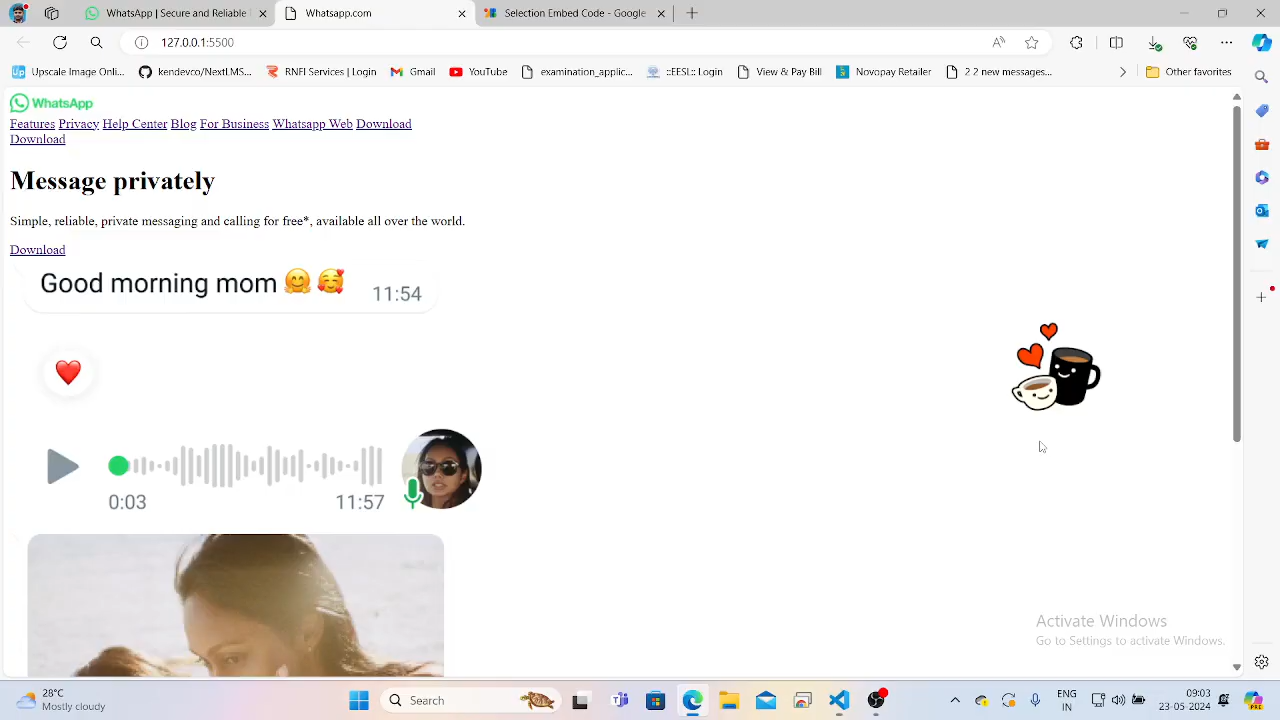 WhatsApp | Secure and Reliable
Whatsapp.com
Selection Embed Code - Google
127.0.0.1:5500
Upscale Image Onl...
kendacro/NextLMS...
RNFI Services | Login
Gmail
YouTube
examination_applic...
::EESL:: Login
View & Pay Bill
Novopay Retailer
2 2 new messages...
Other favorites
WhatsApp
Features Privacy Help Center Blog For Business Whatsapp Web Download
Download
Message privately
Simple, reliable, private messaging and calling for free*, available all over the world.
Download
Good morning mom 🤗 🥰 11:54
0:03 11:57
Activate Windows
Go to Settings to activate Windows.
28°C
Mostly cloudy
Search
ENG
IN
09:03
23-05-2024